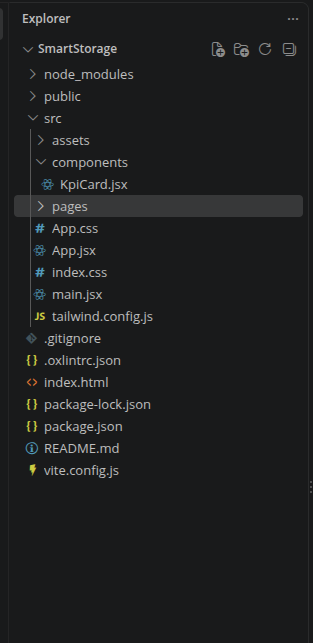 Explorer
SmartStorage
node_modules
public
src
assets
components
KpiCard.jsx
pages
# App.css
App.jsx
# index.css
main.jsx
JS tailwind.config.js
.gitignore
{} .oxlintrc.json
<> index.html
{} package-lock.json
{} package.json
README.md
vite.config.js